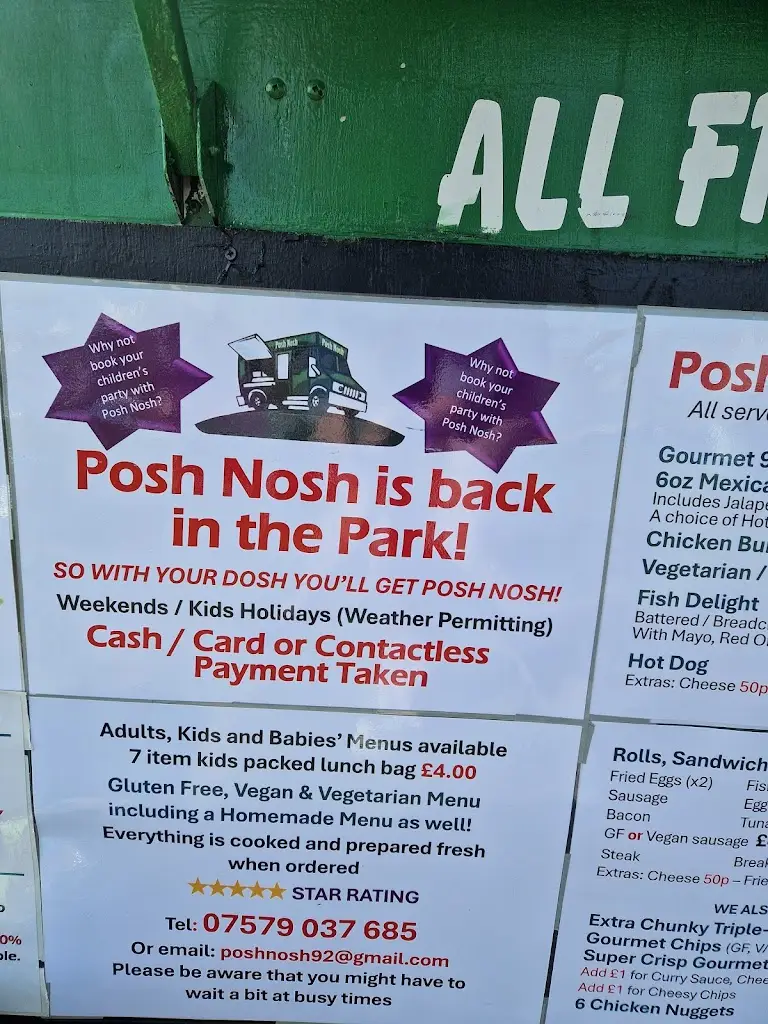 ALL
Why not
book your
children's
party with
Posh Nosh?
Posh Nosh
Posh Nosh
Why not
book your
children's
party with
Posh Nosh?
Posh Nosh is back
in the Park!
SO WITH YOUR DOSH YOU'LL GET POSH NOSH!
Weekends / Kids Holidays (Weather Permitting)
Cash / Card or Contactless
Payment Taken
Adults, Kids and Babies' Menus available
7 item kids packed lunch bag £4.00
Gluten Free, Vegan & Vegetarian Menu
including a Homemade Menu as well!
Everything is cooked and prepared fresh
when ordered
STAR RATING
Tel: 07579 037 685
Or email: poshnosh92@gmail.com
Please be aware that you might have to
wait a bit at busy times
Posh
All
Gourmet
6oz
Includes
A choice of
Chicken
Vegetarian /
Fish Delight
Battered /
With Mayo, Red
Hot Dog
Extras: Cheese 50p
Rolls,
Fried Eggs (x2)
Sausage
Bacon
GF or Vegan sausage
Steak
Extras: Cheese 50p –
WE
Extra Chunky
Gourmet Chips (GF,
Super Crisp
Add £1 for Curry Sauce,
Add £1 for Cheesy Chips
6 Chicken Nuggets